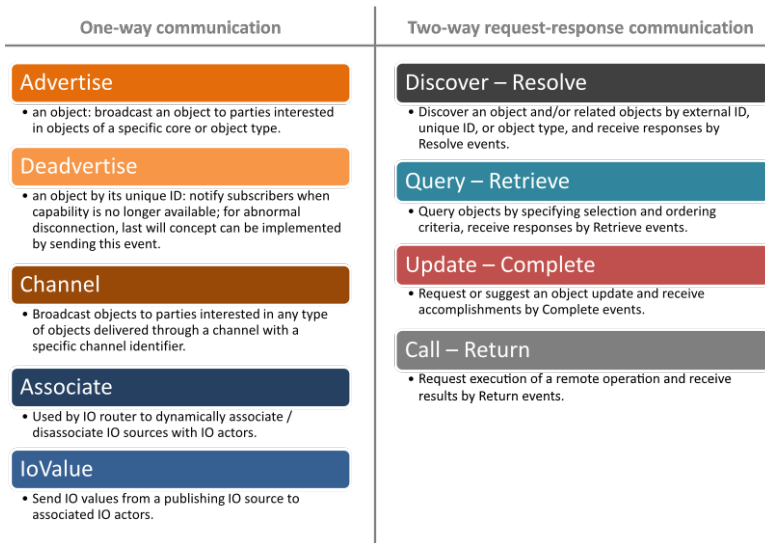 One-way communication
Advertise
• an object: broadcast an object to parties interested
in objects of a specific core or object type.
Deadvertise
• an object by its unique ID: notify subscribers when
capability is no longer available; for abnormal
disconnection, last will concept can be implemented
by sending this event.
Channel
• Broadcast objects to parties interested in any type
of objects delivered through a channel with a
specific channel identifier.
Associate
• Used by IO router to dynamically associate /
disassociate IO sources with IO actors.
IoValue
• Send IO values from a publishing IO source to
associated IO actors.
Two-way request-response communication
Discover – Resolve
• Discover an object and/or related objects by external ID,
unique ID, or object type, and receive responses by
Resolve events.
Query – Retrieve
• Query objects by specifying selection and ordering
criteria, receive responses by Retrieve events.
Update – Complete
• Request or suggest an object update and receive
accomplishments by Complete events.
Call – Return
• Request execution of a remote operation and receive
results by Return events.